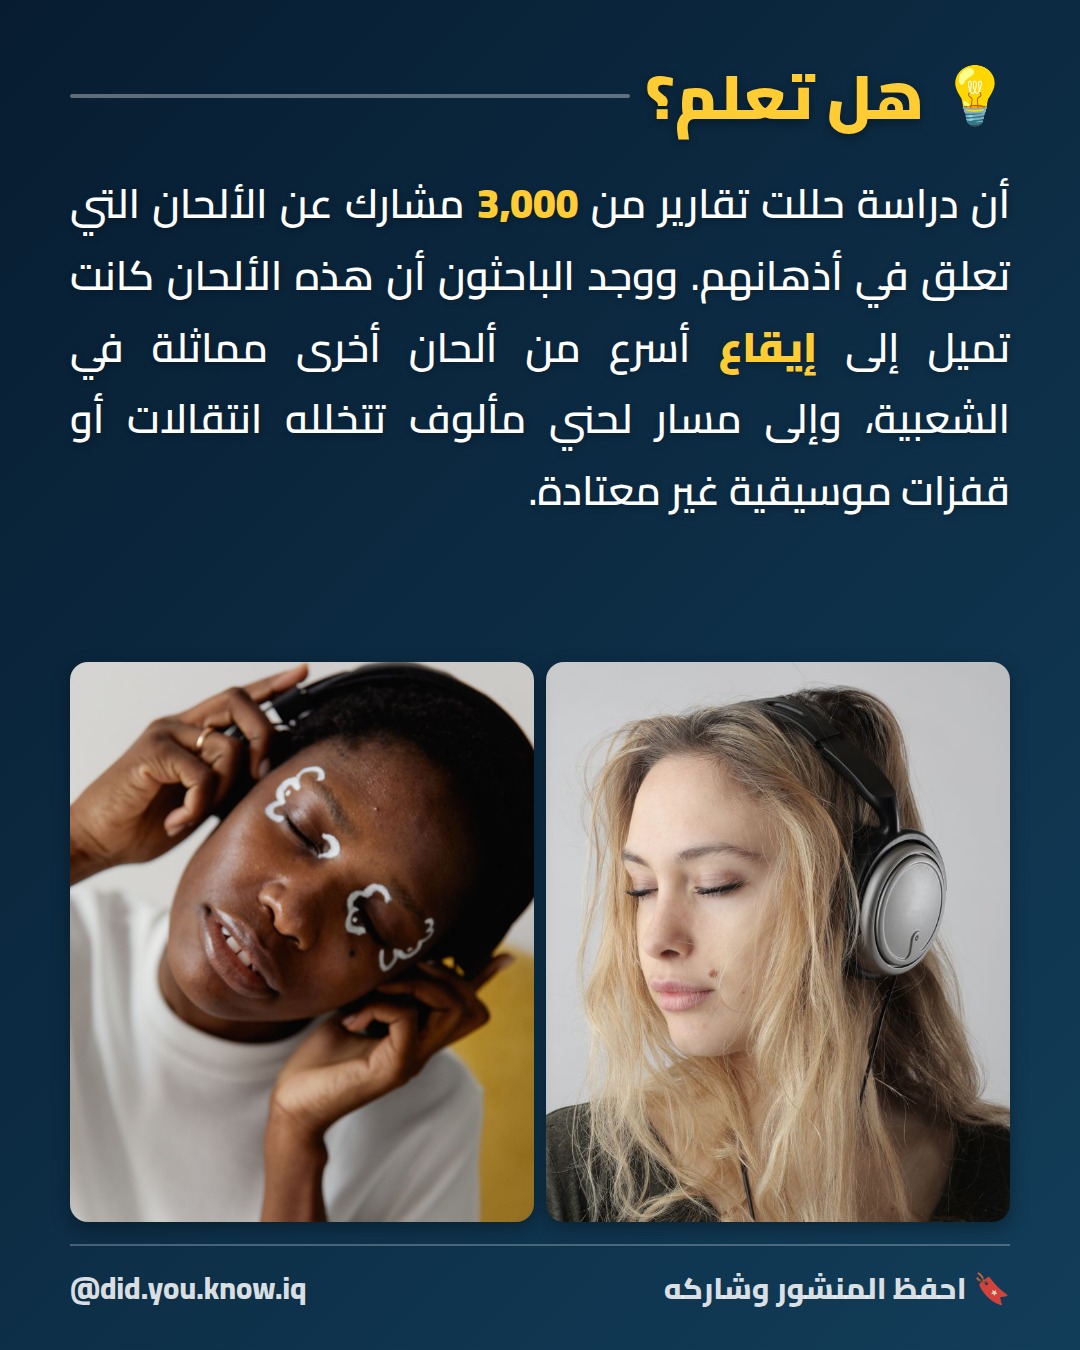 هل تعلم؟
أن دراسة حللت تقارير من 3,000 مشارك عن الألحان التي
تعلق في أذهانهم. ووجد الباحثون أن هذه الألحان كانت
تميل إلى إيقاع أسرع من ألحان أخرى مماثلة في
الشعبية، وإلى مسار لحني مألوف تتخلله انتقالات أو
قفزات موسيقية غير معتادة.
احفظ المنشور وشاركه
@did.you.know.iq